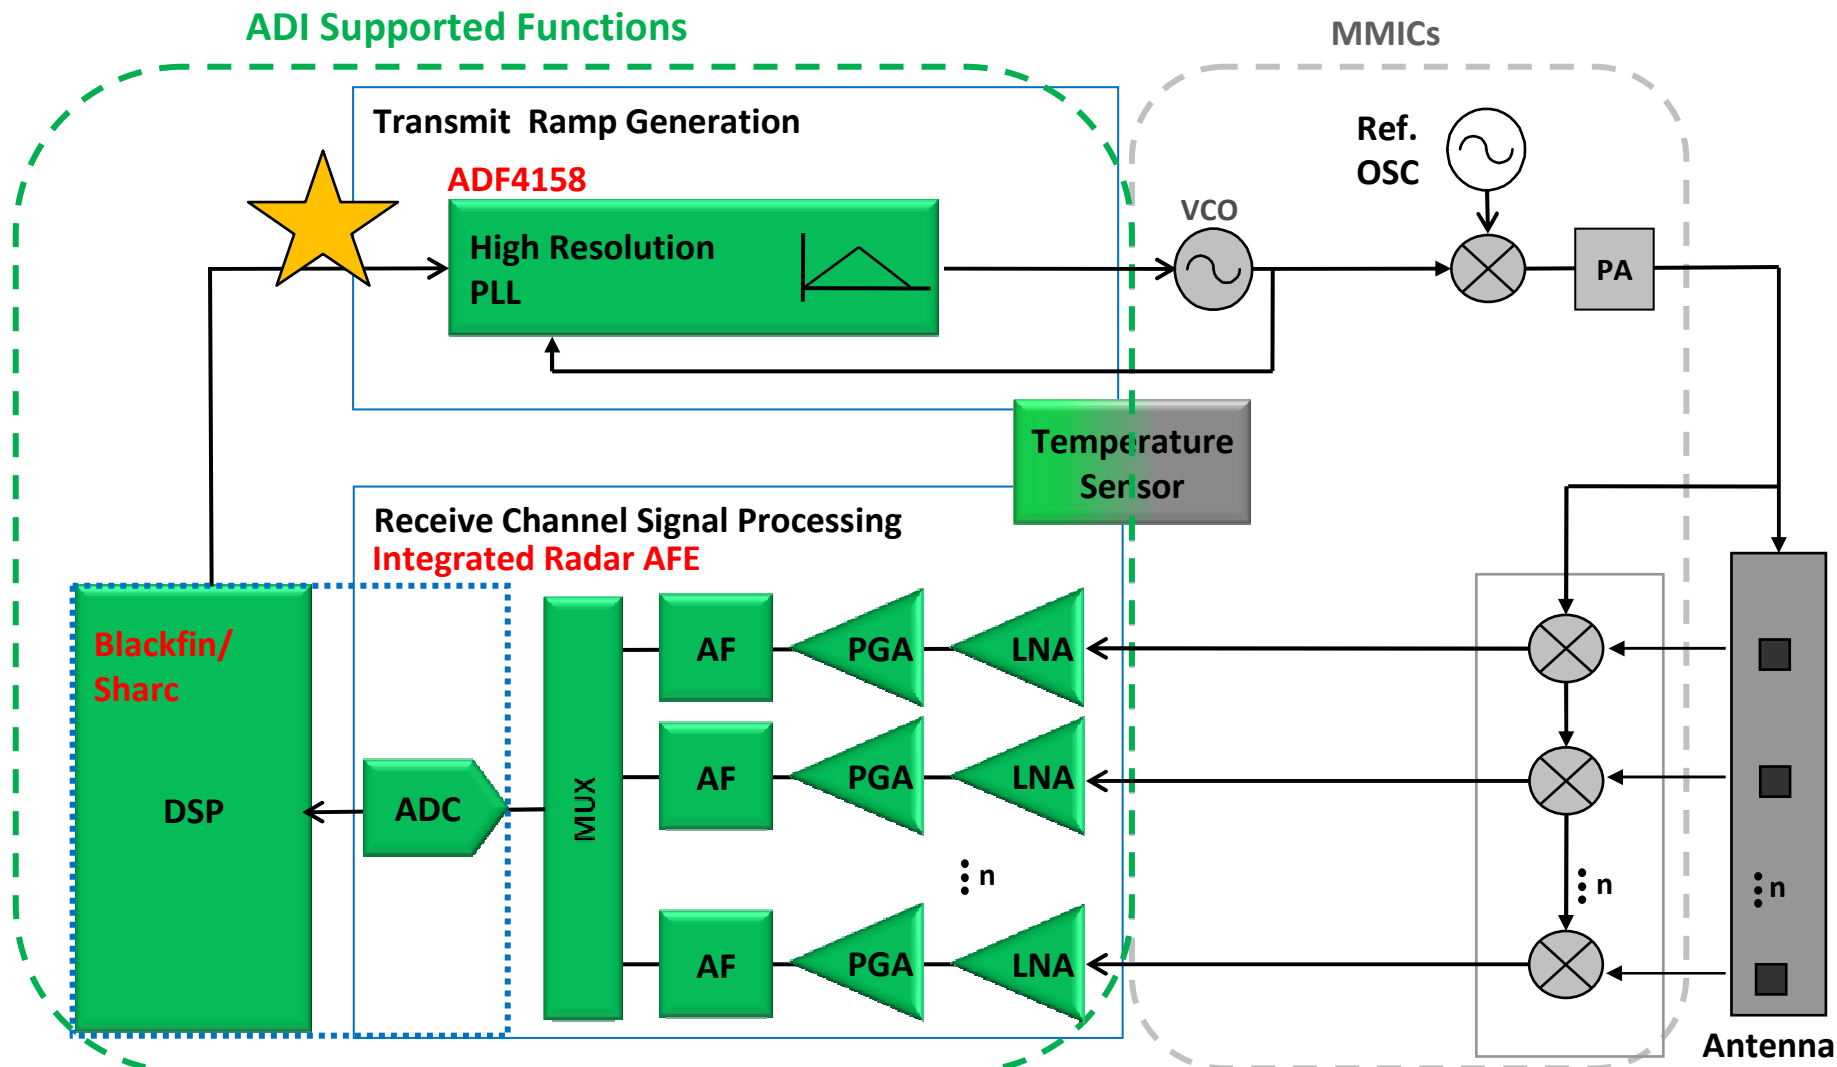 ADI Supported Functions
MMICs
Transmit Ramp Generation
Ref.
OSC
ADF4158
VCO
High Resolution
PLL
PA
Temperature
Sensor
Receive Channel Signal Processing
Integrated Radar AFE
Blackfin/
Sharc
AF
PGA
LNA
DSP
ADC
MUX
AF
PGA
LNA
n
n
n
AF
PGA
LNA
Antenna